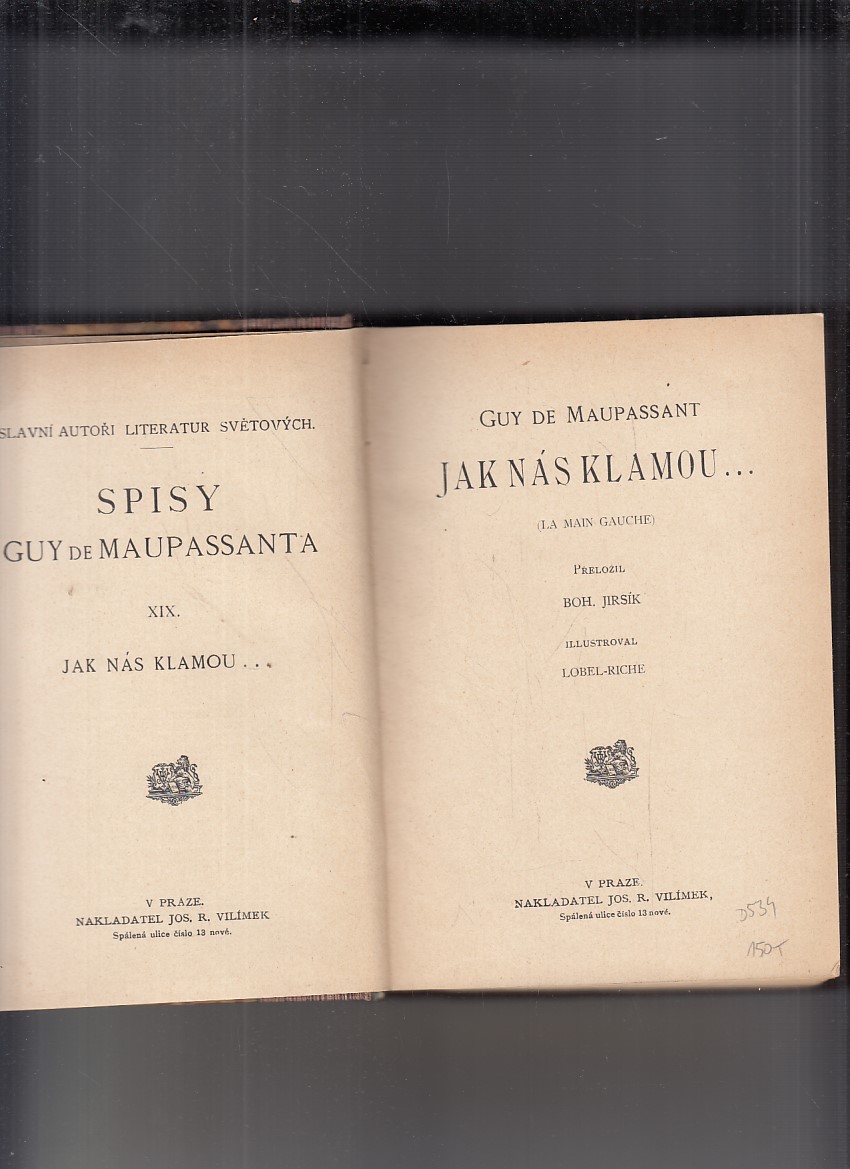 SLAVNÍ AUTOŘI LITERATUR SVĚTOVÝCH.
SPISY
GUY DE MAUPASSANTA
XIX.
JAK NÁS KLAMOU...
V PRAZE.
NAKLADATEL JOS. R. VILÍMEK
Spálená ulice číslo 13 nové.
GUY DE MAUPASSANT
JAK NÁS KLAMOU...
(LA MAIN GAUCHE)
PŘELOŽIL
BOH. JIRSÍK
ILLUSTROVAL
LOBEL-RICHE
V PRAZE.
NAKLADATEL JOS. R. VILÍMEK,
Spálená ulice číslo 13 nové.
D534